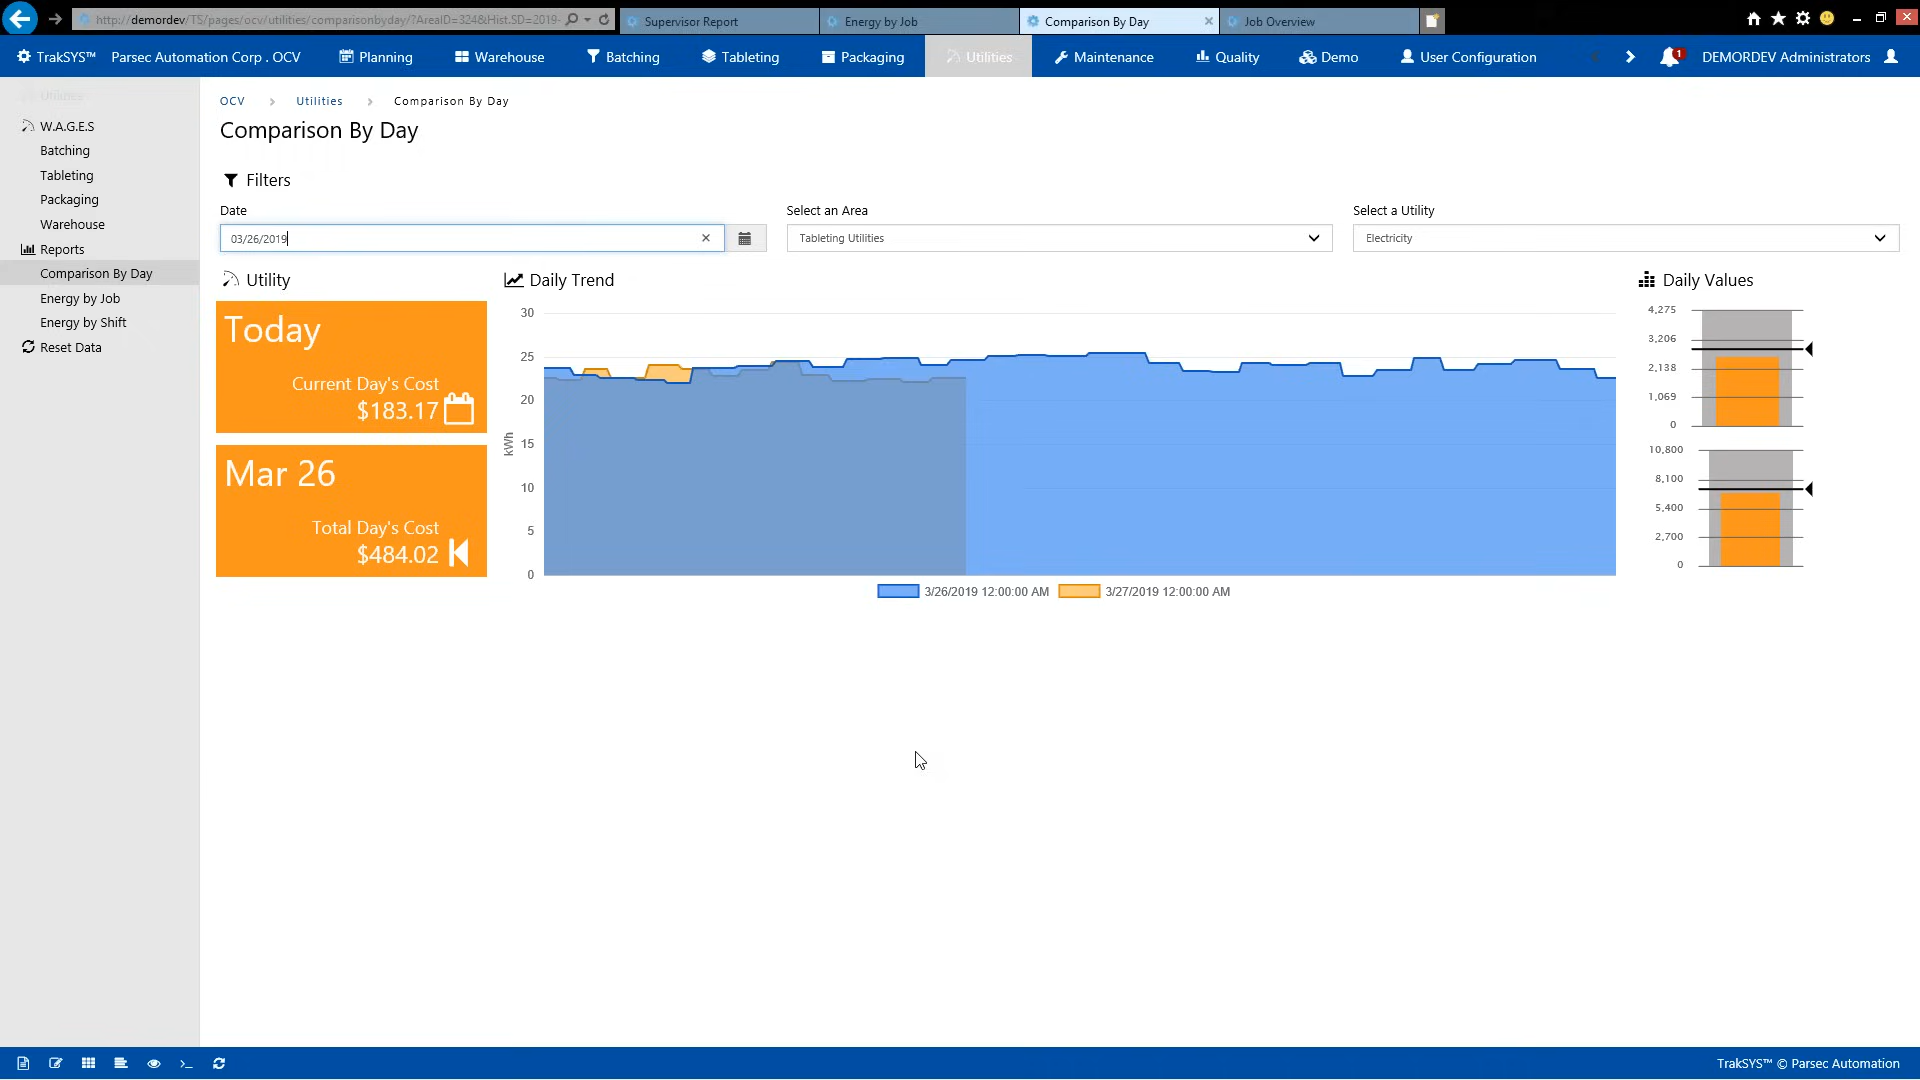 http://demordev/TS/pages/ocv/utilities/comparisonbyday/?AreaID=324&Hist.SD=2019-
Supervisor Report
Energy by Job
Comparison By Day
Job Overview
TrakSYS™ Parsec Automation Corp . OCV
Planning
Warehouse
Batching
Tableting
Packaging
Utilities
Maintenance
Quality
Demo
User Configuration
1
DEMORDEV Administrators
Utilities
W.A.G.E.S
Batching
Tableting
Packaging
Warehouse
Reports
Comparison By Day
Energy by Job
Energy by Shift
Reset Data
OCV > Utilities > Comparison By Day
Comparison By Day
Filters
Date
03/26/2019
Select an Area
Tableting Utilities
Select a Utility
Electricity
Utility
Today
Current Day's Cost
$183.17
Mar 26
Total Day's Cost
$484.02
Daily Trend
30
25
20
15
10
5
0
kWh
3/26/2019 12:00:00 AM
3/27/2019 12:00:00 AM
Daily Values
4,275
3,206
2,138
1,069
0
10,800
8,100
5,400
2,700
0
TrakSYS™ © Parsec Automation